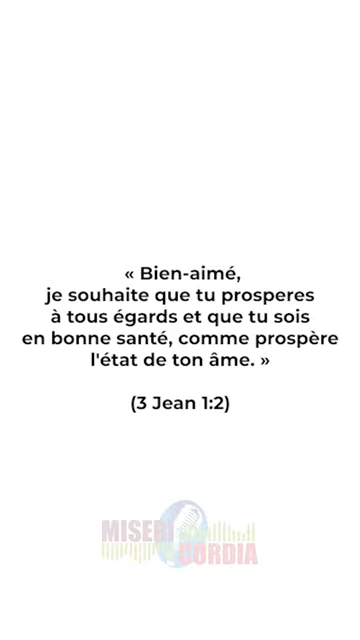 « Bien-aimé,
je souhaite que tu prosperes
à tous égards et que tu sois
en bonne santé, comme prospère
l'état de ton âme. »
(3 Jean 1:2)
MISERI
CORDIA